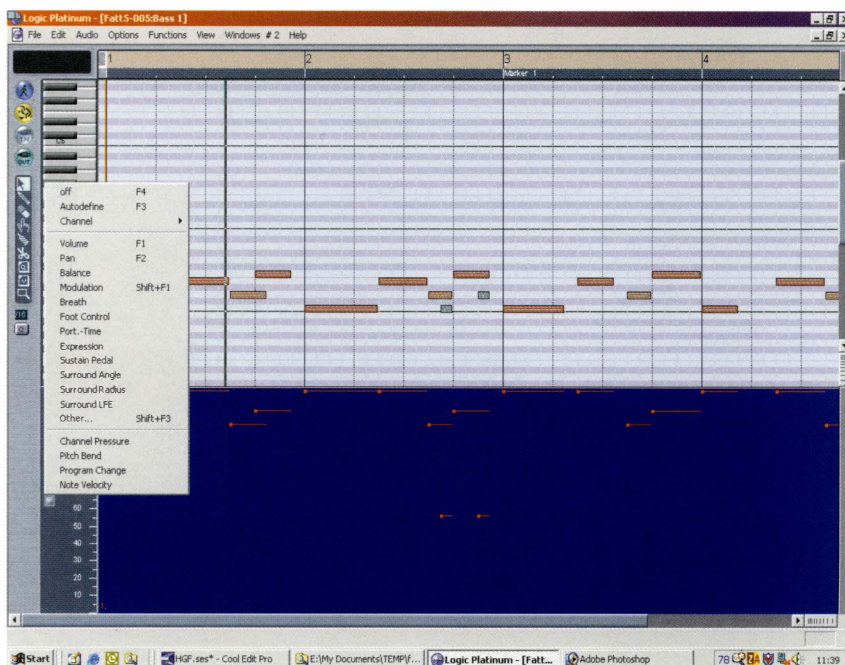 Logic Platinum - [Fatt5-005:Bass 1]
File Edit Audio Options Functions View Windows # 2 Help
1 2 3 4
Marker 1
C5
OUT
off F4
Autodefine F3
Channel
Volume F1
Pan F2
Balance
Modulation Shift+F1
Breath
Foot Control
Port.-Time
Expression
Sustain Pedal
Surround Angle
Surround Radius
Surround LFE
Other... Shift+F3
Channel Pressure
Pitch Bend
Program Change
Note Velocity
/16
Q
60
50
40
30
20
10
Start HGF.ses* - Cool Edit Pro E:\My Documents\TEMP\f... Logic Platinum - [Fatt... Adobe Photoshop 78 11:39